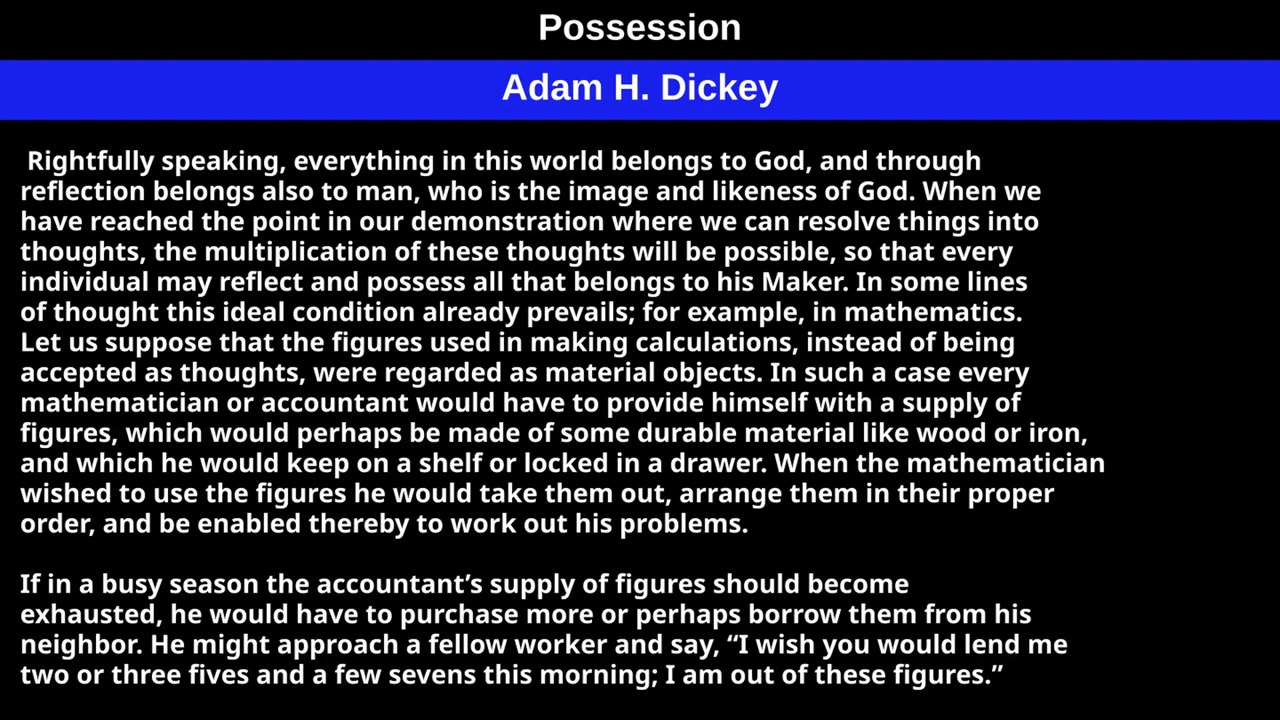 Possession
Adam H. Dickey
Rightfully speaking, everything in this world belongs to God, and through
reflection belongs also to man, who is the image and likeness of God. When we
have reached the point in our demonstration where we can resolve things into
thoughts, the multiplication of these thoughts will be possible, so that every
individual may reflect and possess all that belongs to his Maker. In some lines
of thought this ideal condition already prevails; for example, in mathematics.
Let us suppose that the figures used in making calculations, instead of being
accepted as thoughts, were regarded as material objects. In such a case every
mathematician or accountant would have to provide himself with a supply of
figures, which would perhaps be made of some durable material like wood or iron,
and which he would keep on a shelf or locked in a drawer. When the mathematician
wished to use the figures he would take them out, arrange them in their proper
order, and be enabled thereby to work out his problems.
If in a busy season the accountant’s supply of figures should become
exhausted, he would have to purchase more or perhaps borrow them from his
neighbor. He might approach a fellow worker and say, “I wish you would lend me
two or three fives and a few sevens this morning; I am out of these figures.”